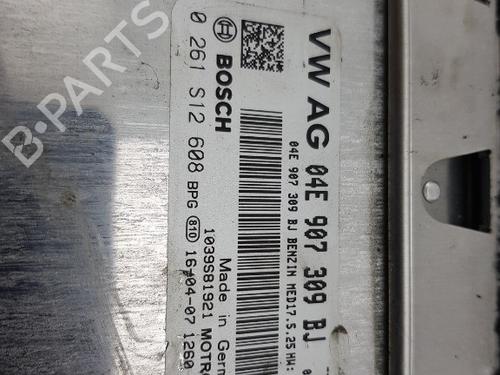 VW AG 04E 907 309 BJ
04E 907 309 BJ BENZIN MED17.5.25 HW:
BOSCH
0 261 S12 608 BPG 810 16-04-07 1260
Made in Germ
1039S81921 MOTR